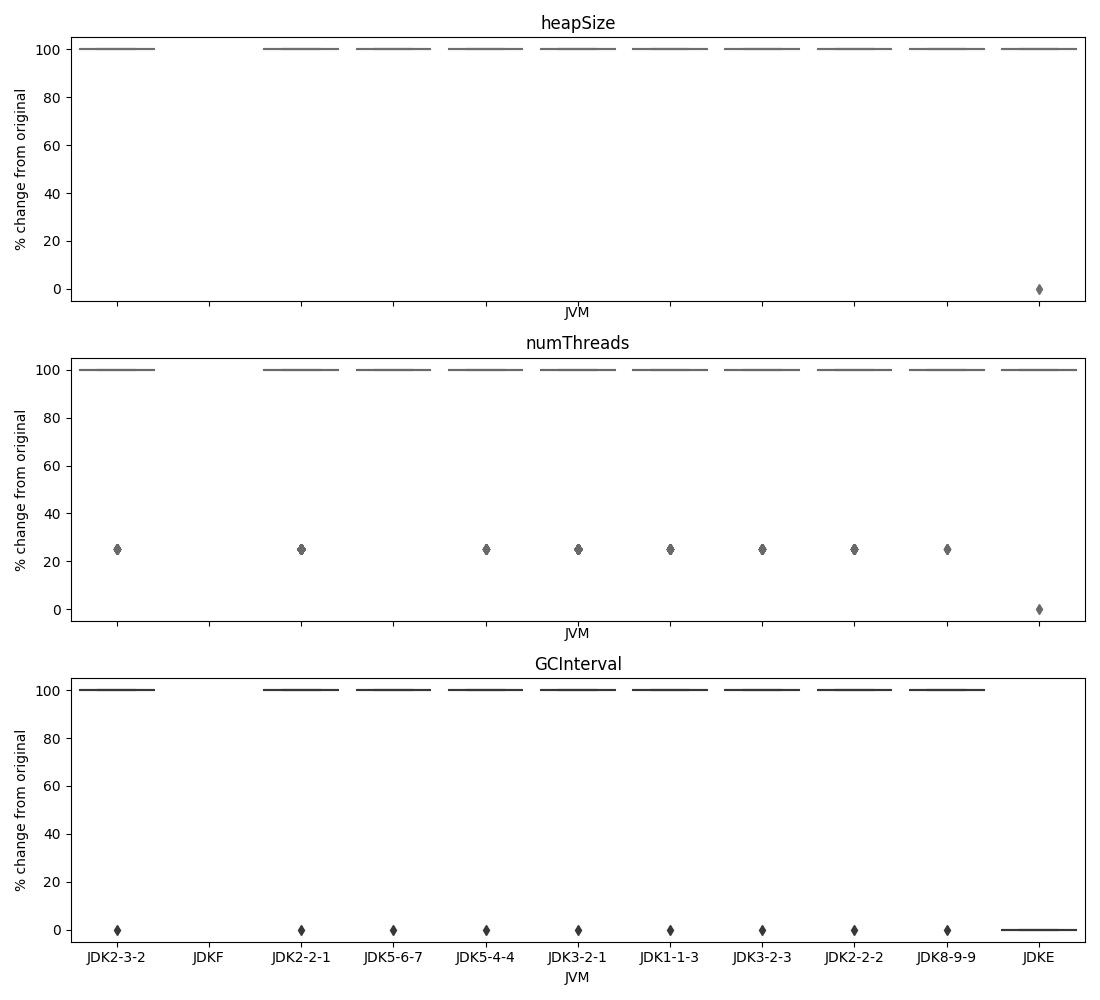 heapSize
100
80
60
40
20
0
% change from original
JVM
numThreads
100
80
60
40
20
0
% change from original
JVM
GCInterval
100
80
60
40
20
0
% change from original
JDK2-3-2 JDKF JDK2-2-1 JDK5-6-7 JDK5-4-4 JDK3-2-1 JDK1-1-3 JDK3-2-3 JDK2-2-2 JDK8-9-9 JDKE
JVM